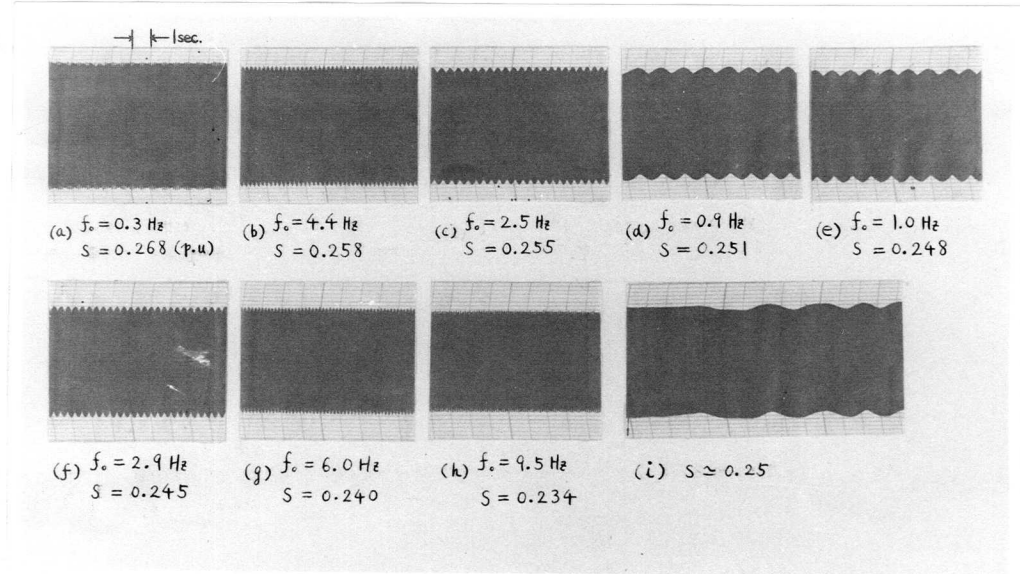 1sec.
(a) f₀ = 0.3 Hz
S = 0.268 (p.u)
(b) f₀ = 4.4 Hz
S = 0.258
(c) f₀ = 2.5 Hz
S = 0.255
(d) f₀ = 0.9 Hz
S = 0.251
(e) f₀ = 1.0 Hz
S = 0.248
(f) f₀ = 2.9 Hz
S = 0.245
(g) f₀ = 6.0 Hz
S = 0.240
(h) f₀ = 9.5 Hz
S = 0.234
(i) S ≃ 0.25